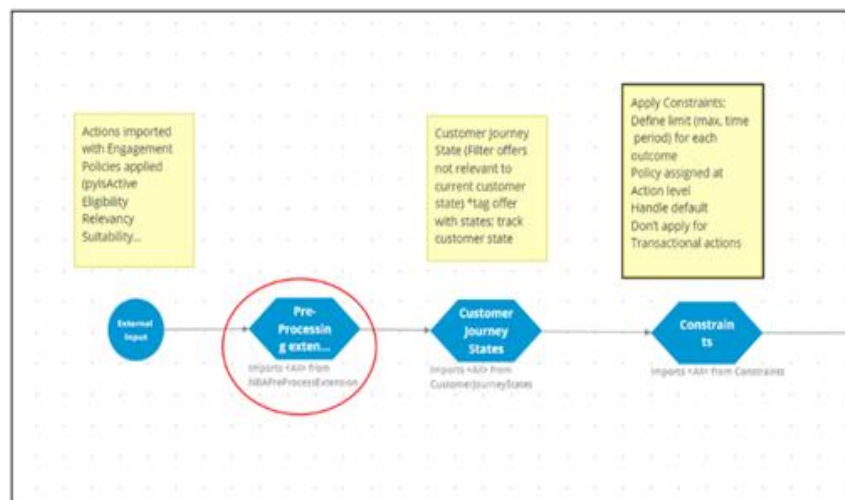 Actions imported
with Engagement
Policies applied
(pyIsActive
Eligibility
Relevancy
Suitability...
Customer Journey
State (Filter offers
not relevant to
current customer
state) *tag offer
with states; track
customer state
Apply Constraints:
Define limit (max, time
period) for each
outcome
Policy assigned at
Action level
Handle default
Don't apply for
Transactional actions
External
Input
Pre-
Processin
g exten...
Imports <All> from
NBAPreProcessExtension
Customer
Journey
States
Imports <All> from
CustomerJourneyStates
Constrain
ts
Imports <All> from Constraints